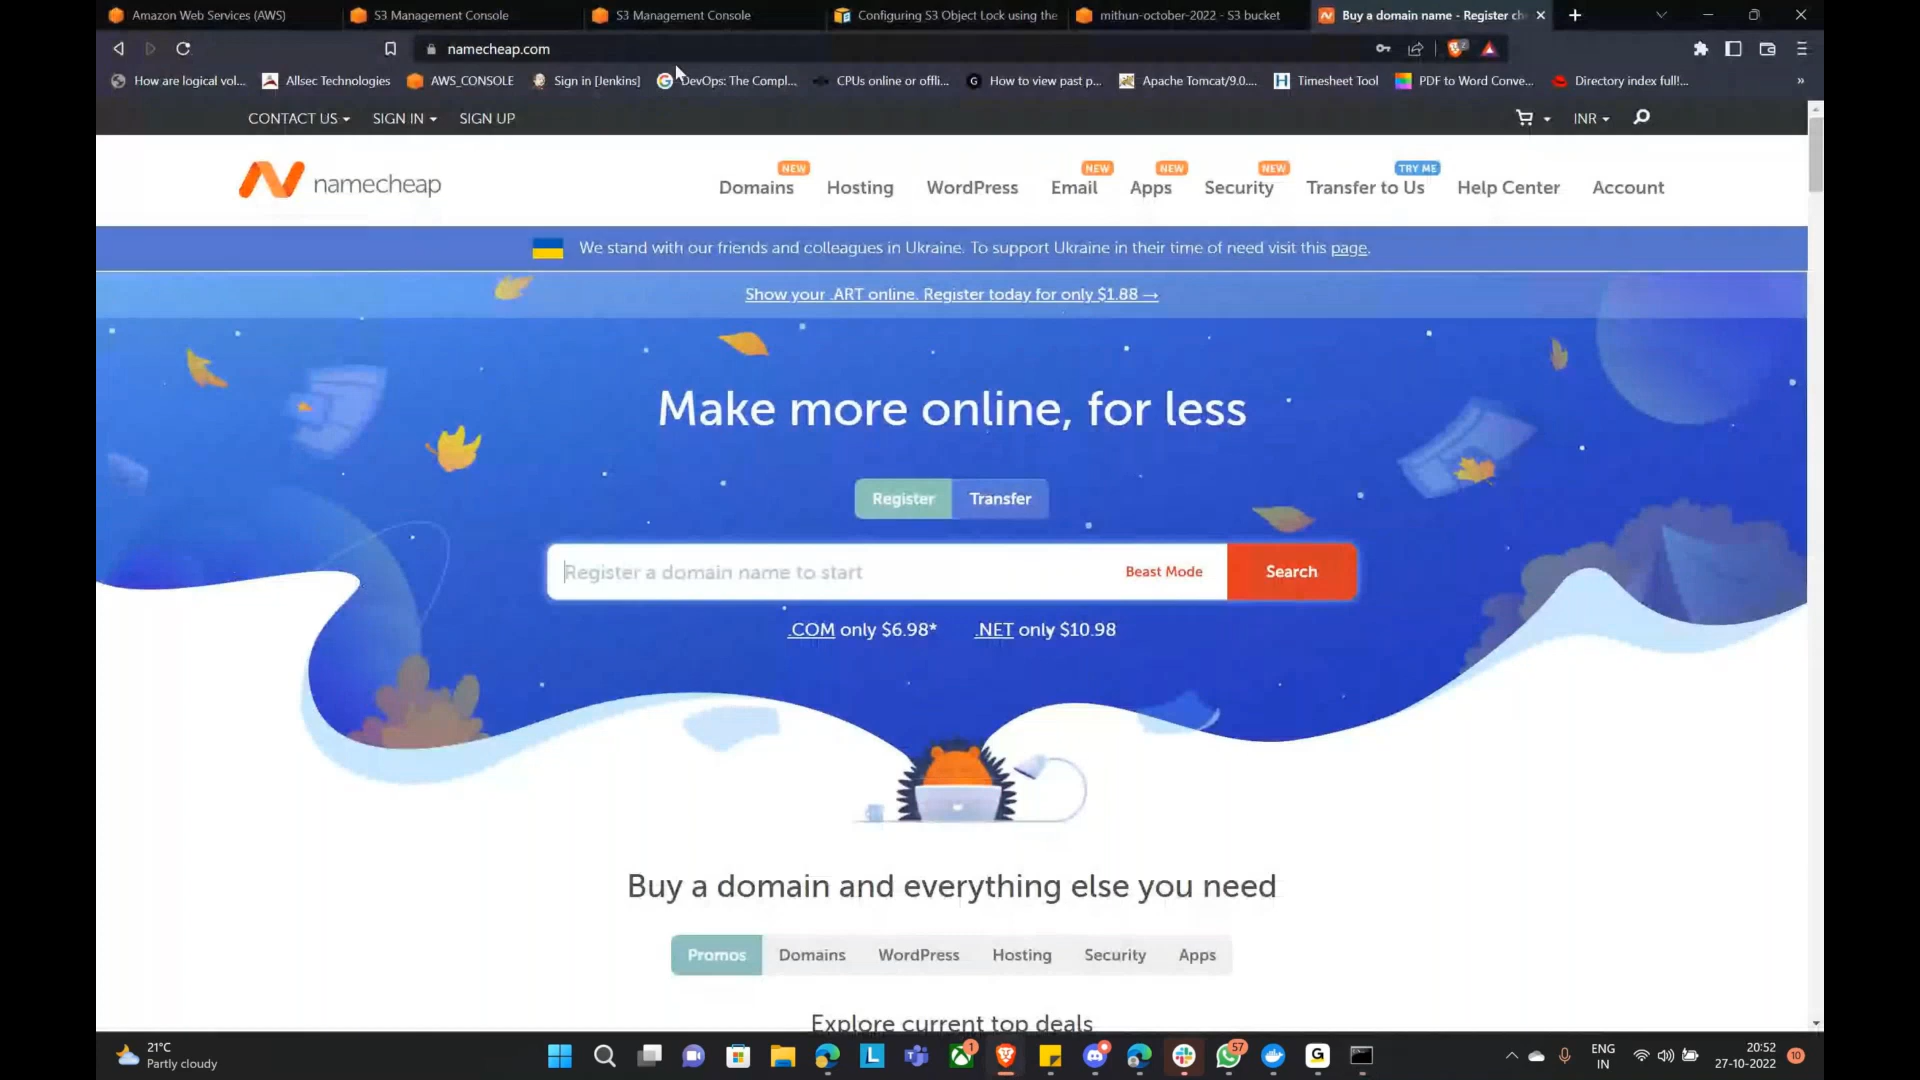 Amazon Web Services (AWS)
S3 Management Console
S3 Management Console
Configuring S3 Object Lock using the
mithun-october-2022 - S3 bucket
Buy a domain name - Register ch
namecheap.com
How are logical vol...
Allsec Technologies
AWS_CONSOLE
Sign in [Jenkins]
DevOps: The Compl...
CPUs online or offli...
How to view past p...
Apache Tomcat/9.0....
Timesheet Tool
PDF to Word Conve...
Directory index full!...
»
CONTACT US
SIGN IN
SIGN UP
INR
namecheap
NEW
NEW
NEW
NEW
TRY ME
Domains
Hosting
WordPress
Email
Apps
Security
Transfer to Us
Help Center
Account
We stand with our friends and colleagues in Ukraine. To support Ukraine in their time of need visit this page.
Show your .ART online. Register today for only $1.88 →
Make more online, for less
Register
Transfer
Register a domain name to start
Beast Mode
Search
.COM only $6.98*
.NET only $10.98
Buy a domain and everything else you need
Promos
Domains
WordPress
Hosting
Security
Apps
Explore current top deals
21°C
Partly cloudy
1
57
ENG
IN
20:52
27-10-2022
10